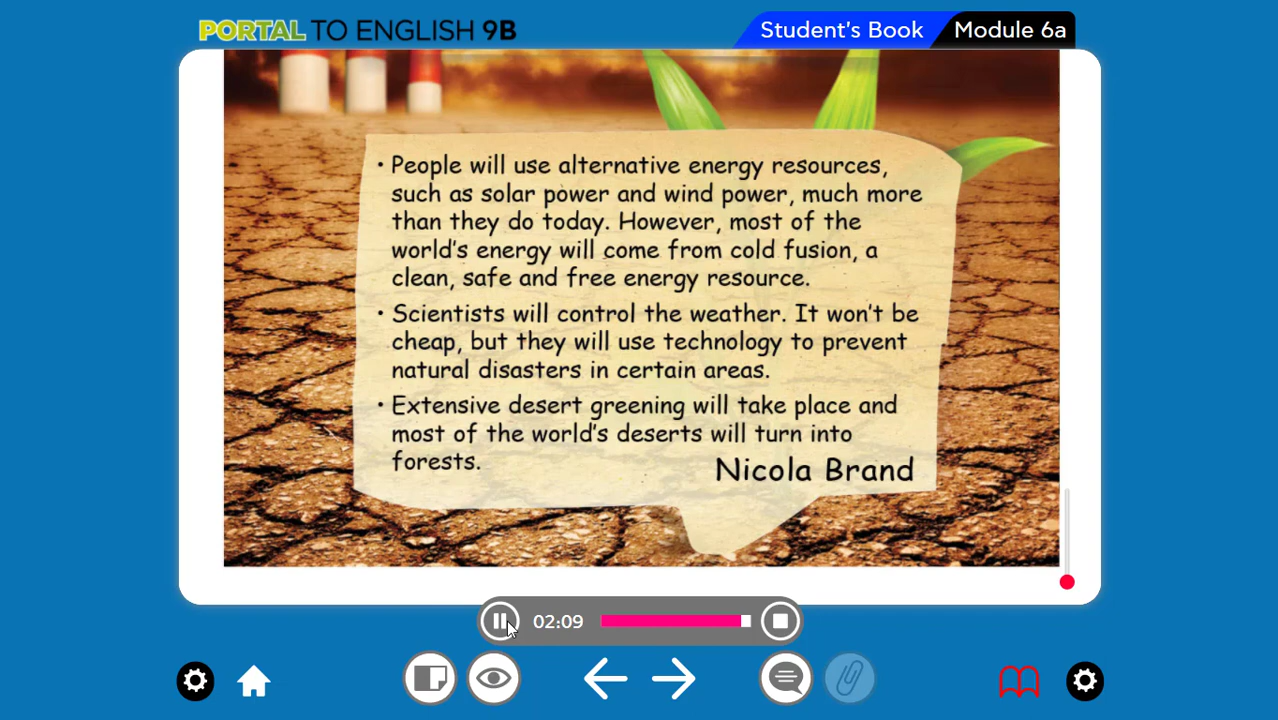 PORTAL TO ENGLISH 9B
Student's Book
Module 6a
• People will use alternative energy resources,
such as solar power and wind power, much more
than they do today. However, most of the
world's energy will come from cold fusion, a
clean, safe and free energy resource.
• Scientists will control the weather. It won't be
cheap, but they will use technology to prevent
natural disasters in certain areas.
• Extensive desert greening will take place and
most of the world's deserts will turn into
forests.
Nicola Brand
02:09